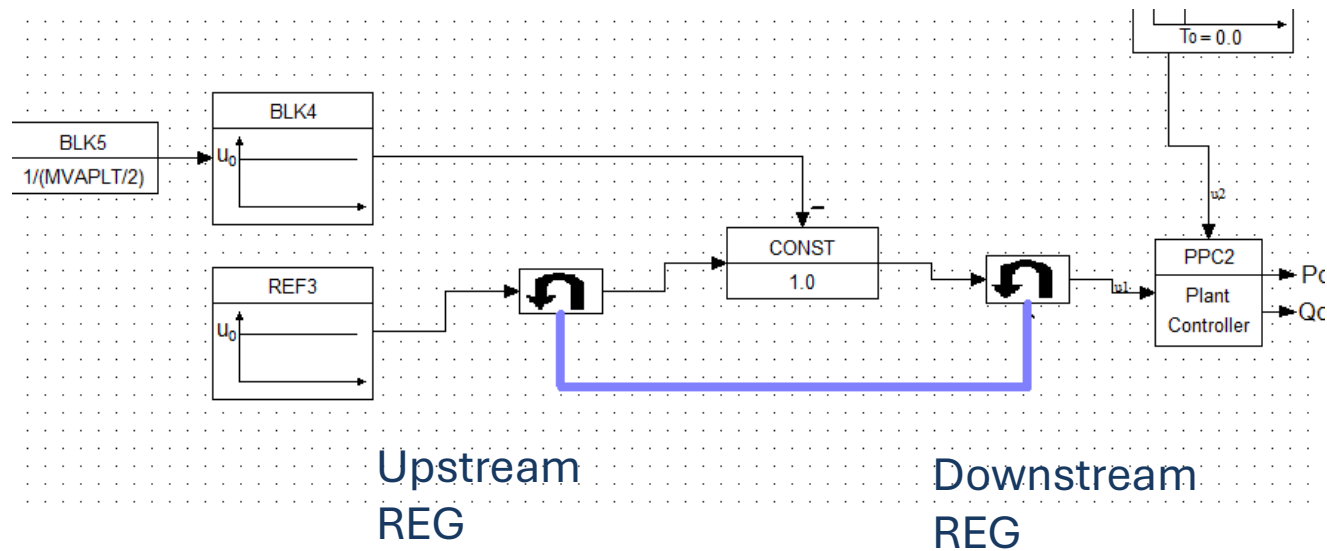 To = 0.0
BLK4
BLK5
u₀
1/(MVAPLT/2)
u2
–
CONST
PPC2
1.0
REF3
u1
Plant
Controller
u₀
Upstream
REG
Downstream
REG